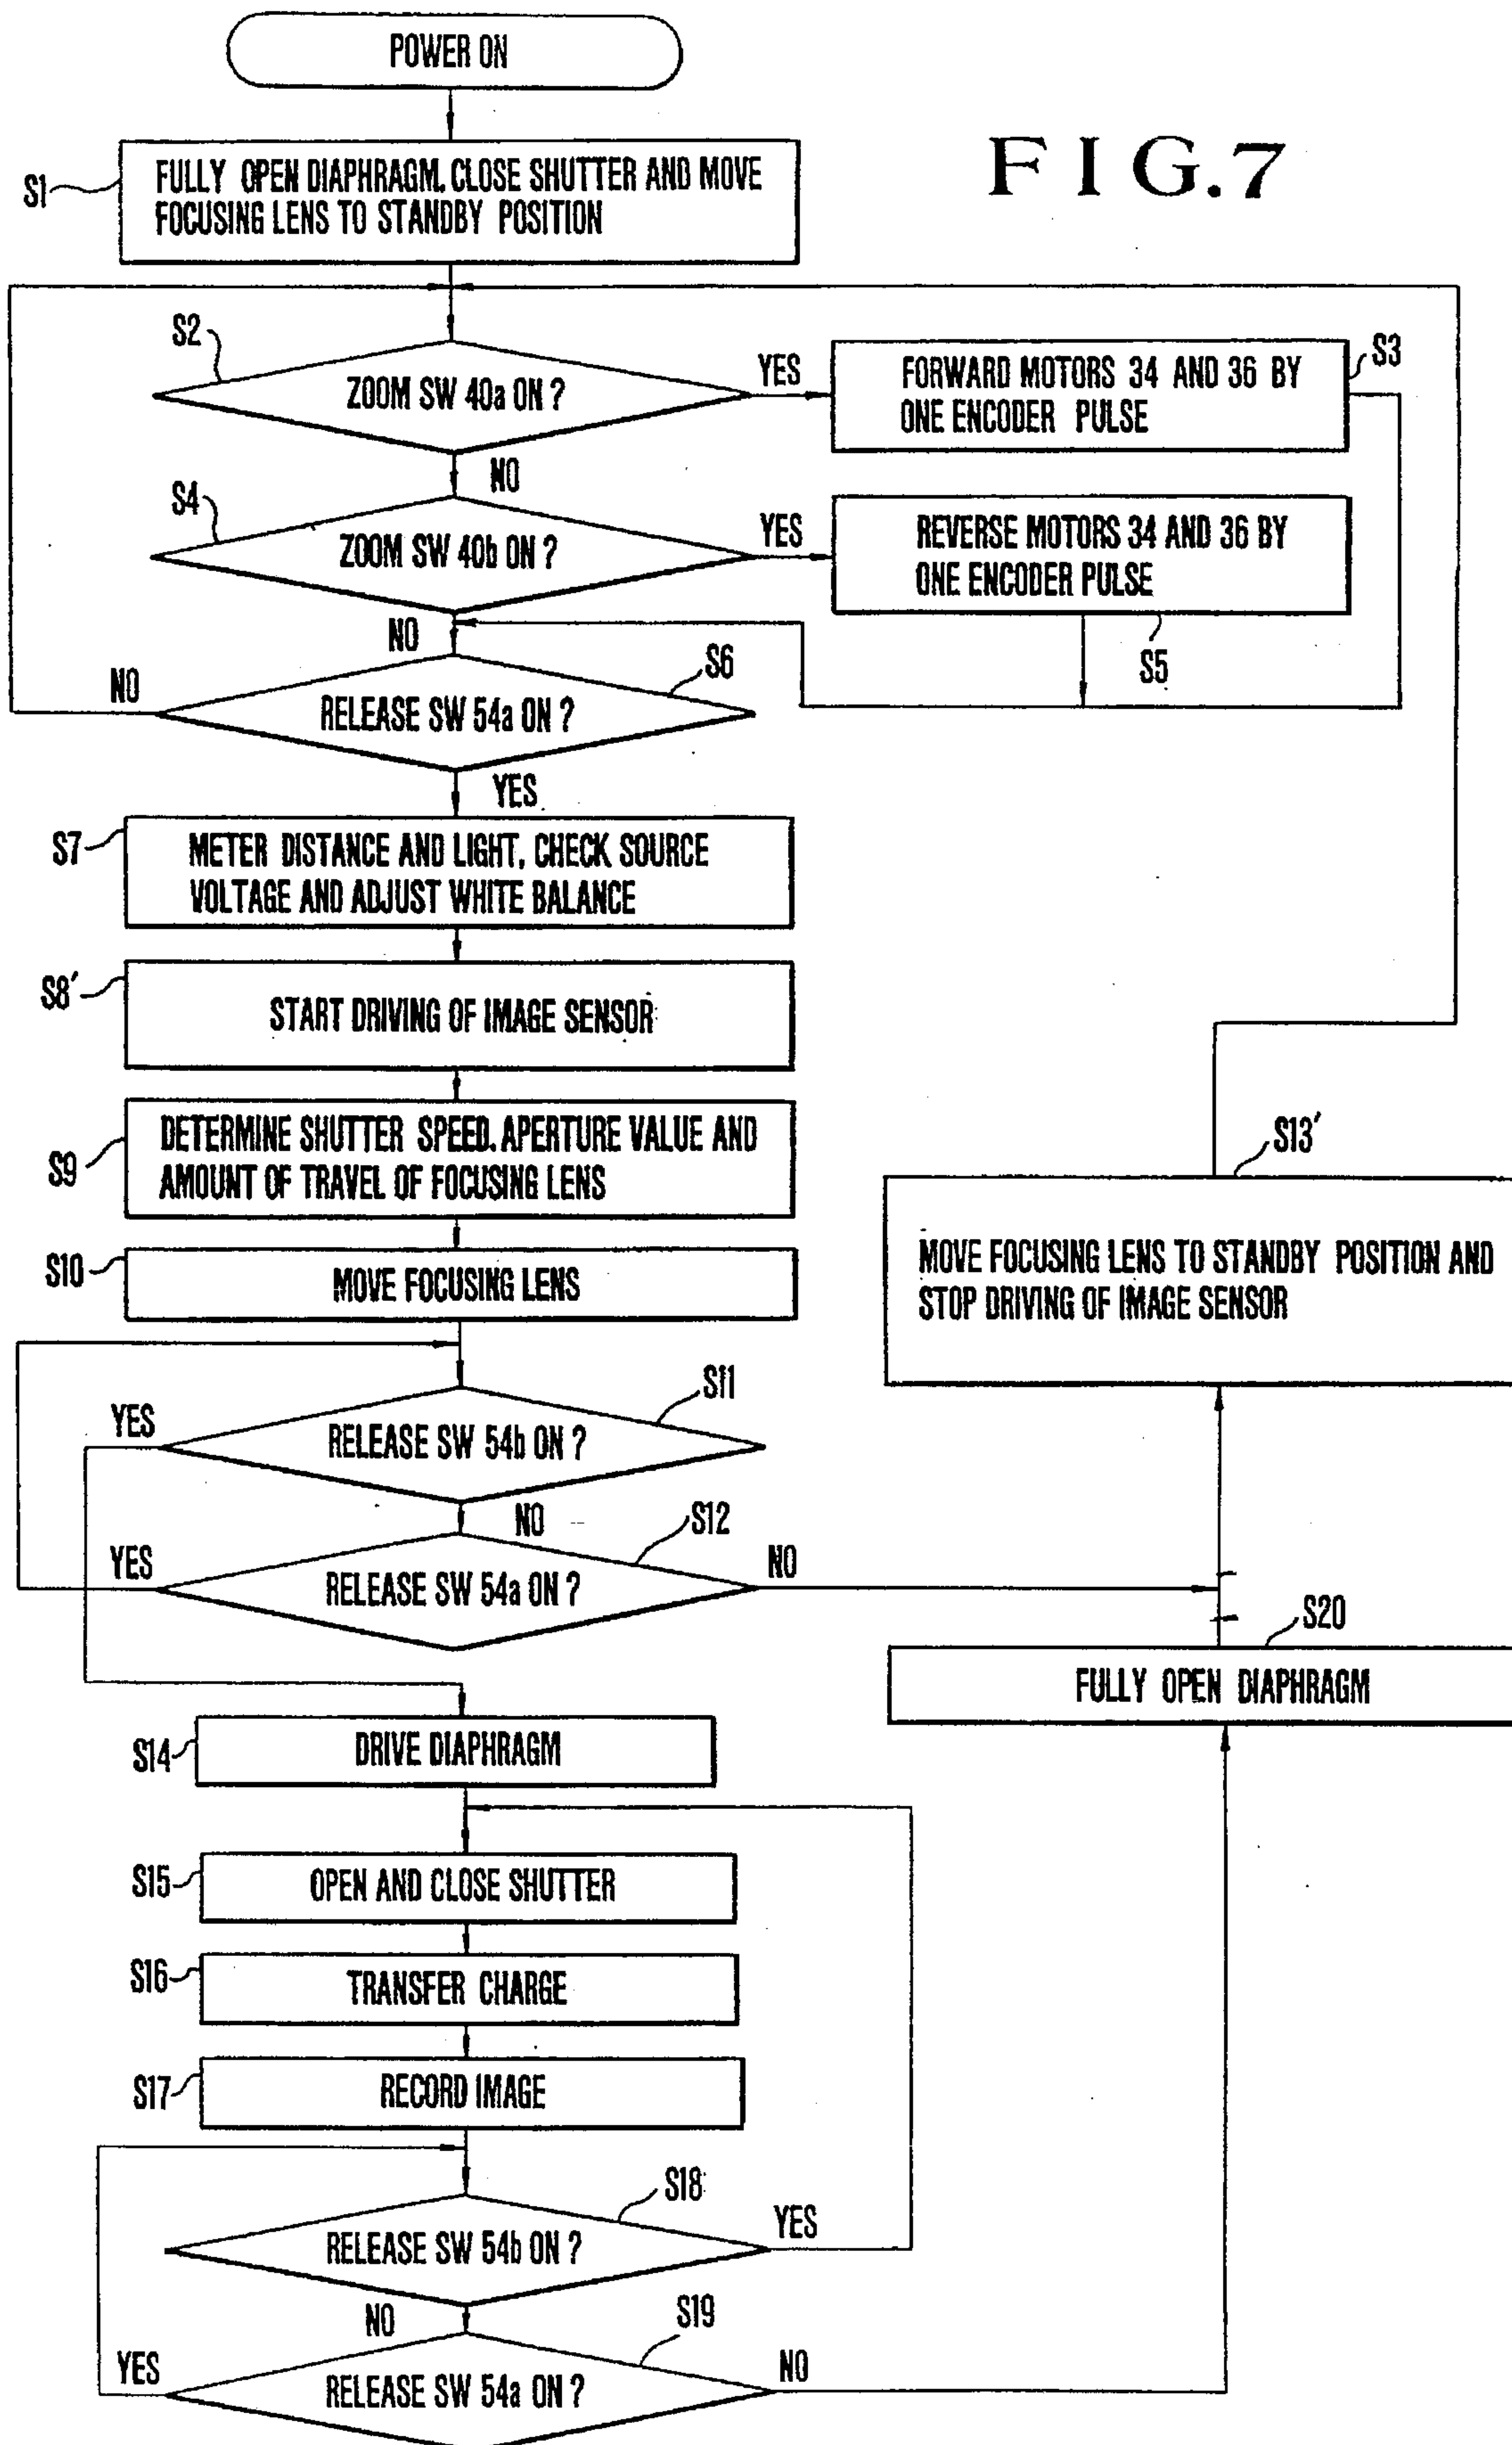 POWER ON
FIG.7
S1
FULLY OPEN DIAPHRAGM. CLOSE SHUTTER AND MOVE
FOCUSING LENS TO STANDBY POSITION
S2
ZOOM SW 40a ON ?
YES
FORWARD MOTORS 34 AND 36 BY
ONE ENCODER PULSE
S3
NO
S4
ZOOM SW 40b ON ?
YES
REVERSE MOTORS 34 AND 36 BY
ONE ENCODER PULSE
S5
NO
S6
NO
RELEASE SW 54a ON ?
YES
S7
METER DISTANCE AND LIGHT, CHECK SOURCE
VOLTAGE AND ADJUST WHITE BALANCE
S8'
START DRIVING OF IMAGE SENSOR
S9
DETERMINE SHUTTER SPEED. APERTURE VALUE AND
AMOUNT OF TRAVEL OF FOCUSING LENS
S13'
MOVE FOCUSING LENS TO STANDBY POSITION AND
STOP DRIVING OF IMAGE SENSOR
S10
MOVE FOCUSING LENS
S11
YES
RELEASE SW 54b ON ?
NO
S12
YES
RELEASE SW 54a ON ?
NO
S20
FULLY OPEN DIAPHRAGM
S14
DRIVE DIAPHRAGM
S15
OPEN AND CLOSE SHUTTER
S16
TRANSFER CHARGE
S17
RECORD IMAGE
S18
RELEASE SW 54b ON ?
YES
NO
S19
YES
RELEASE SW 54a ON ?
NO